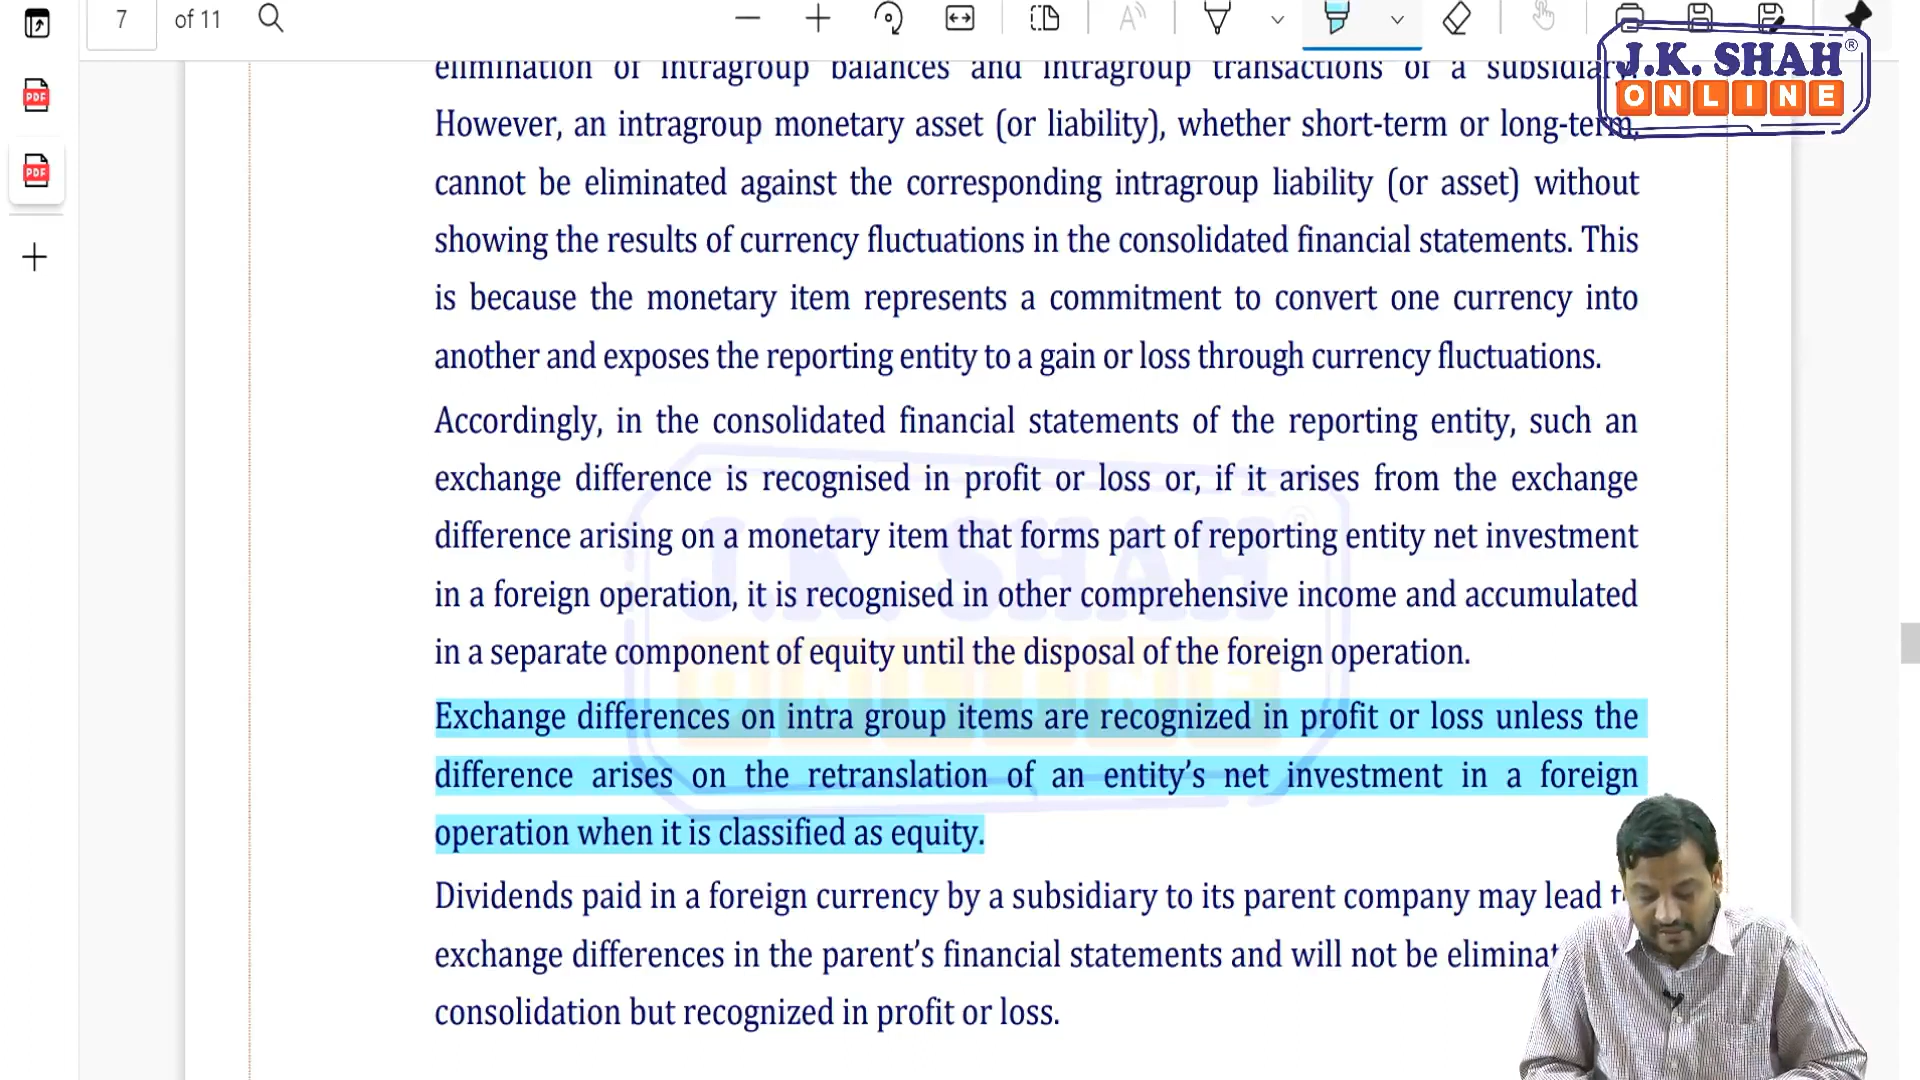 7 of 11
J.K. SHAH®
ONLINE
elimination of intragroup balances and intragroup transactions of a subsidiary.
However, an intragroup monetary asset (or liability), whether short-term or long-term,
cannot be eliminated against the corresponding intragroup liability (or asset) without
showing the results of currency fluctuations in the consolidated financial statements. This
is because the monetary item represents a commitment to convert one currency into
another and exposes the reporting entity to a gain or loss through currency fluctuations.
Accordingly, in the consolidated financial statements of the reporting entity, such an
exchange difference is recognised in profit or loss or, if it arises from the exchange
difference arising on a monetary item that forms part of reporting entity net investment
in a foreign operation, it is recognised in other comprehensive income and accumulated
in a separate component of equity until the disposal of the foreign operation.
Exchange differences on intra group items are recognized in profit or loss unless the
difference arises on the retranslation of an entity's net investment in a foreign
operation when it is classified as equity.
Dividends paid in a foreign currency by a subsidiary to its parent company may lead
exchange differences in the parent's financial statements and will not be
consolidation but recognized in profit or loss.
J.K. SHAH®
ONLINE
PDF
PDF